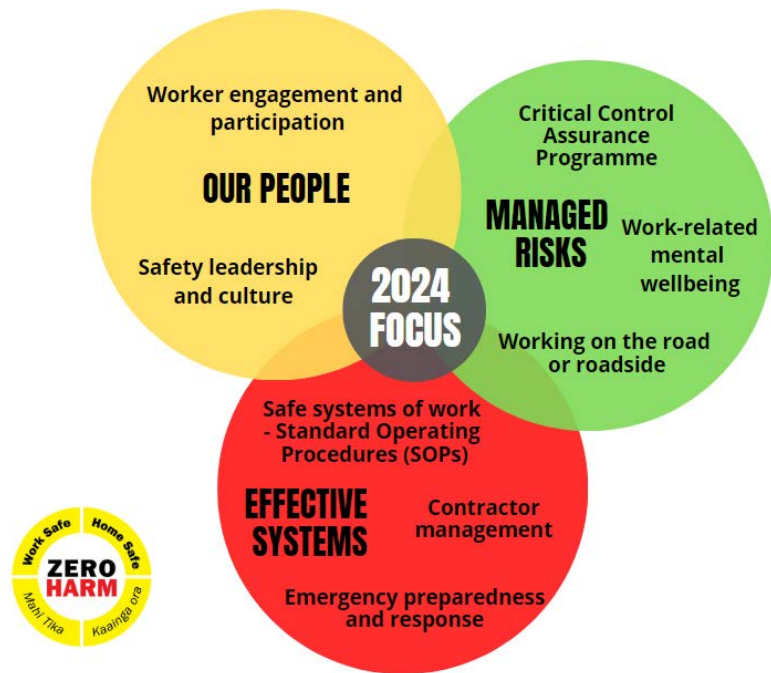 Worker engagement and
participation
OUR PEOPLE
Safety leadership
and culture
Critical Control
Assurance
Programme
MANAGED
RISKS
Work-related
mental
wellbeing
Working on the road
or roadside
2024
FOCUS
Safe systems of work
- Standard Operating
Procedures (SOPs)
EFFECTIVE
SYSTEMS
Contractor
management
Emergency preparedness
and response
Work Safe
Home Safe
ZERO
HARM
Mahi Tika
Kaainga ora